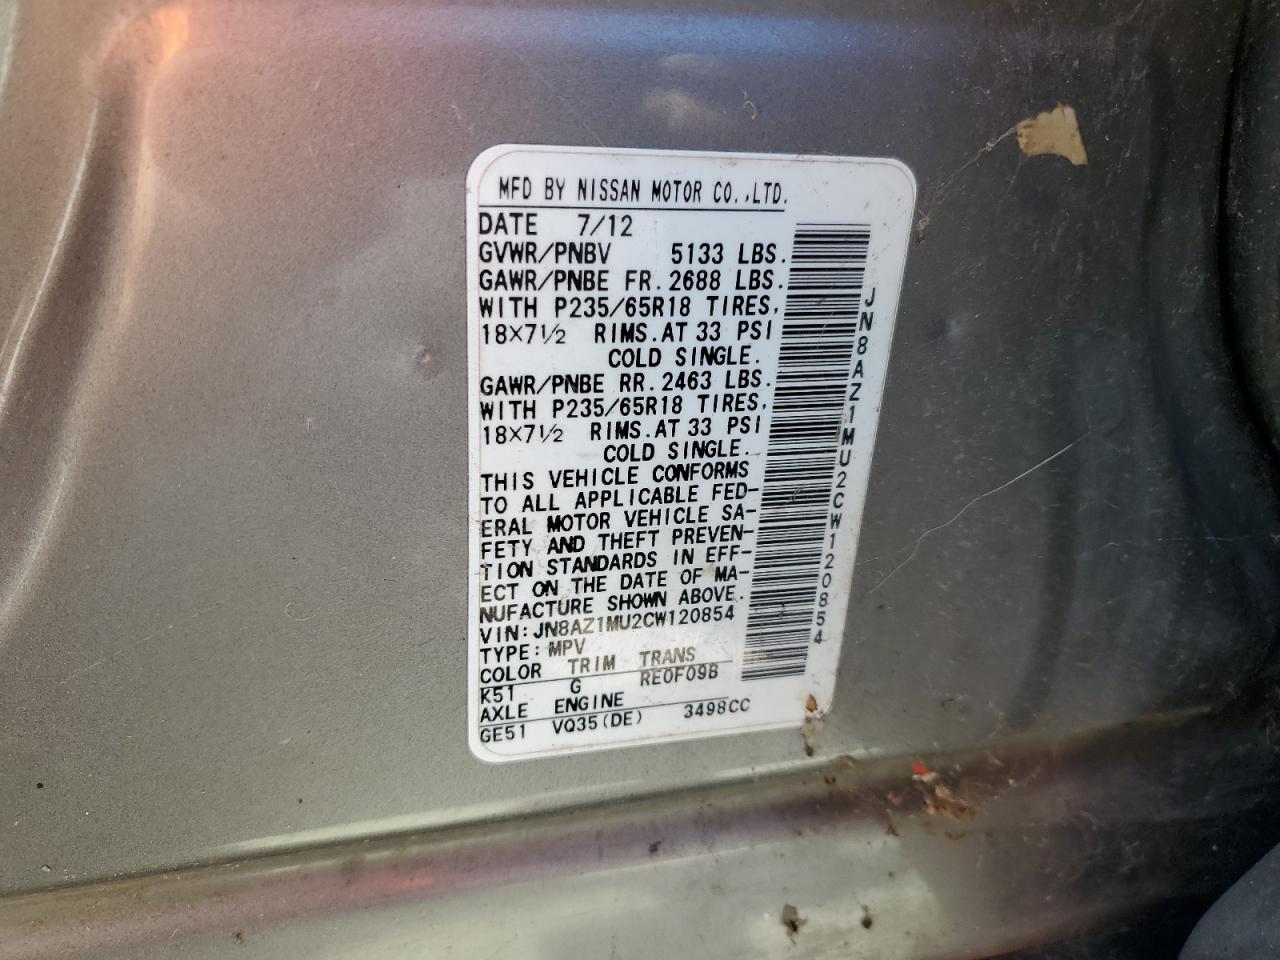 MFD BY NISSAN MOTOR CO.,LTD.
DATE 7/12
GVWR/PNBV 5133 LBS.
GAWR/PNBE FR. 2688 LBS.
WITH P235/65R18 TIRES,
18×7½ RIMS. AT 33 PSI
COLD SINGLE.
GAWR/PNBE RR. 2463 LBS.
WITH P235/65R18 TIRES,
18×7½ RIMS. AT 33 PSI
COLD SINGLE.
THIS VEHICLE CONFORMS
TO ALL APPLICABLE FED-
ERAL MOTOR VEHICLE SA-
FETY AND THEFT PREVEN-
TION STANDARDS IN EFF-
ECT ON THE DATE OF MA-
NUFACTURE SHOWN ABOVE.
VIN: JN8AZ1MU2CW120854
TYPE: MPV
COLOR TRIM TRANS
K51 G RE0F09B
AXLE ENGINE
GE51 VQ35(DE) 3498CC
JN8AZ1MU2CW120854